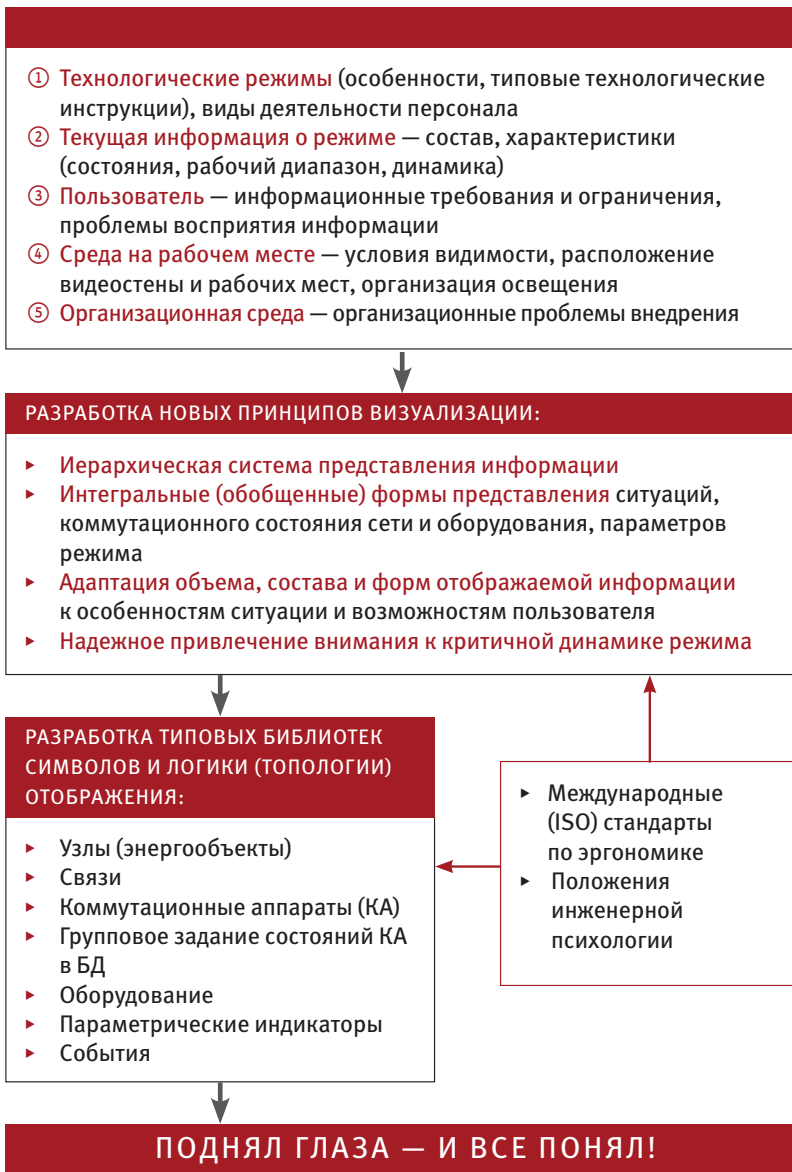 ① Технологические режимы (особенности, типовые технологические
инструкции), виды деятельности персонала
② Текущая информация о режиме — состав, характеристики
(состояния, рабочий диапазон, динамика)
③ Пользователь — информационные требования и ограничения,
проблемы восприятия информации
④ Среда на рабочем месте — условия видимости, расположение
видеостены и рабочих мест, организация освещения
⑤ Организационная среда — организационные проблемы внедрения
РАЗРАБОТКА НОВЫХ ПРИНЦИПОВ ВИЗУАЛИЗАЦИИ:
▸ Иерархическая система представления информации
▸ Интегральные (обобщенные) формы представления ситуаций,
коммутационного состояния сети и оборудования, параметров
режима
▸ Адаптация объема, состава и форм отображаемой информации
к особенностям ситуации и возможностям пользователя
▸ Надежное привлечение внимания к критичной динамике режима
РАЗРАБОТКА ТИПОВЫХ БИБЛИОТЕК
СИМВОЛОВ И ЛОГИКИ (ТОПОЛОГИИ)
ОТОБРАЖЕНИЯ:
▸ Узлы (энергообъекты)
▸ Связи
▸ Коммутационные аппараты (КА)
▸ Групповое задание состояний КА
в БД
▸ Оборудование
▸ Параметрические индикаторы
▸ События
▸ Международные
(ISO) стандарты
по эргономике
▸ Положения
инженерной
психологии
ПОДНЯЛ ГЛАЗА — И ВСЕ ПОНЯЛ!